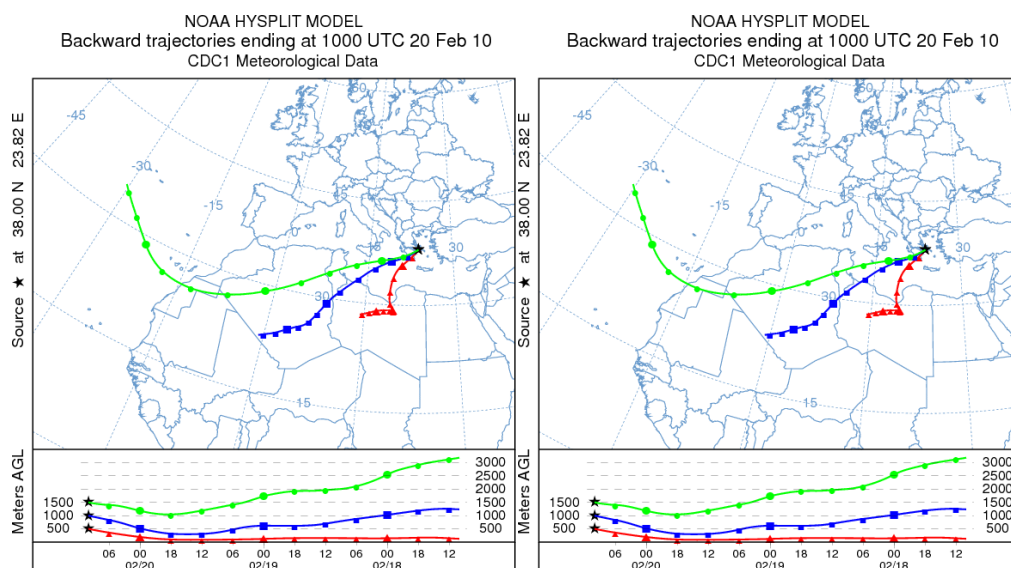 NOAA HYSPLIT MODEL
Backward trajectories ending at 1000 UTC 20 Feb 10
CDC1 Meteorological Data
Source ★ at 38.00 N 23.82 E
-45
-30
-15
15
30
45
60
30
15
Meters AGL
1500
1000
500
3000
2500
2000
1500
1000
500
06 00 18 12 06 00 18 12 06 00 18 12
02/20 02/19 02/18
NOAA HYSPLIT MODEL
Backward trajectories ending at 1000 UTC 20 Feb 10
CDC1 Meteorological Data
Source ★ at 38.00 N 23.82 E
-45
-30
-15
15
30
45
60
30
15
Meters AGL
1500
1000
500
3000
2500
2000
1500
1000
500
06 00 18 12 06 00 18 12 06 00 18 12
02/20 02/19 02/18